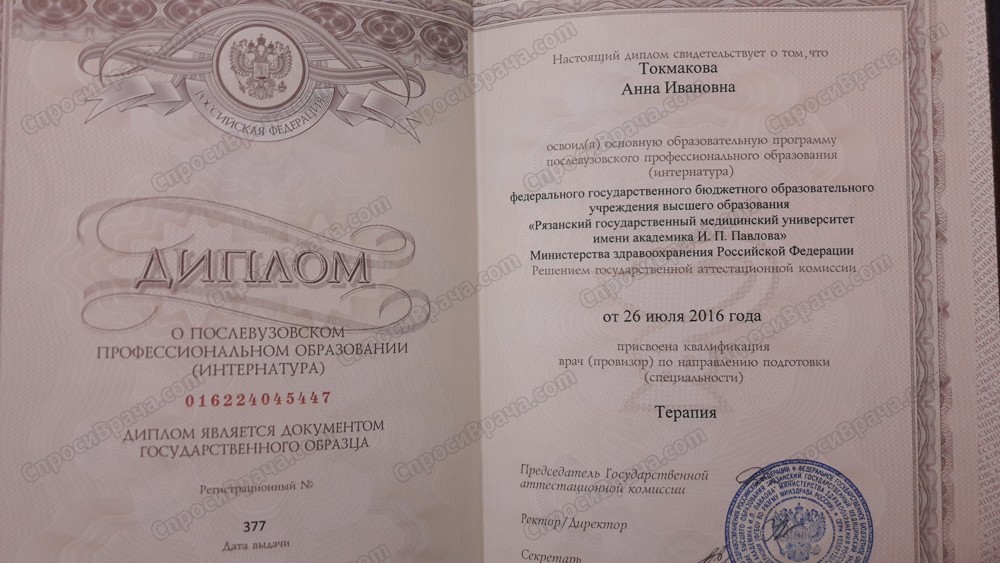 РОССИЙСКАЯ ФЕДЕРАЦИЯ
ДИПЛОМ
О ПОСЛЕВУЗОВСКОМ
ПРОФЕССИОНАЛЬНОМ ОБРАЗОВАНИИ
(ИНТЕРНАТУРА)
016224045447
ДИПЛОМ ЯВЛЯЕТСЯ ДОКУМЕНТОМ
ГОСУДАРСТВЕННОГО ОБРАЗЦА
Регистрационный №
377
Дата выдачи
Настоящий диплом свидетельствует о том, что
Токмакова
Анна Ивановна
освоил(а) основную образовательную программу
послевузовского профессионального образования
(интернатура)
федерального государственного бюджетного образовательного
учреждения высшего образования
«Рязанский государственный медицинский университет
имени академика И. П. Павлова»
Министерства здравоохранения Российской Федерации
Решением государственной аттестационной комиссии
от 26 июля 2016 года
присвоена квалификация
врач (провизор) по направлению подготовки
(специальности)
Терапия
Председатель Государственной
аттестационной комиссии
Ректор/Директор
Секретарь
СпросиВрача.com